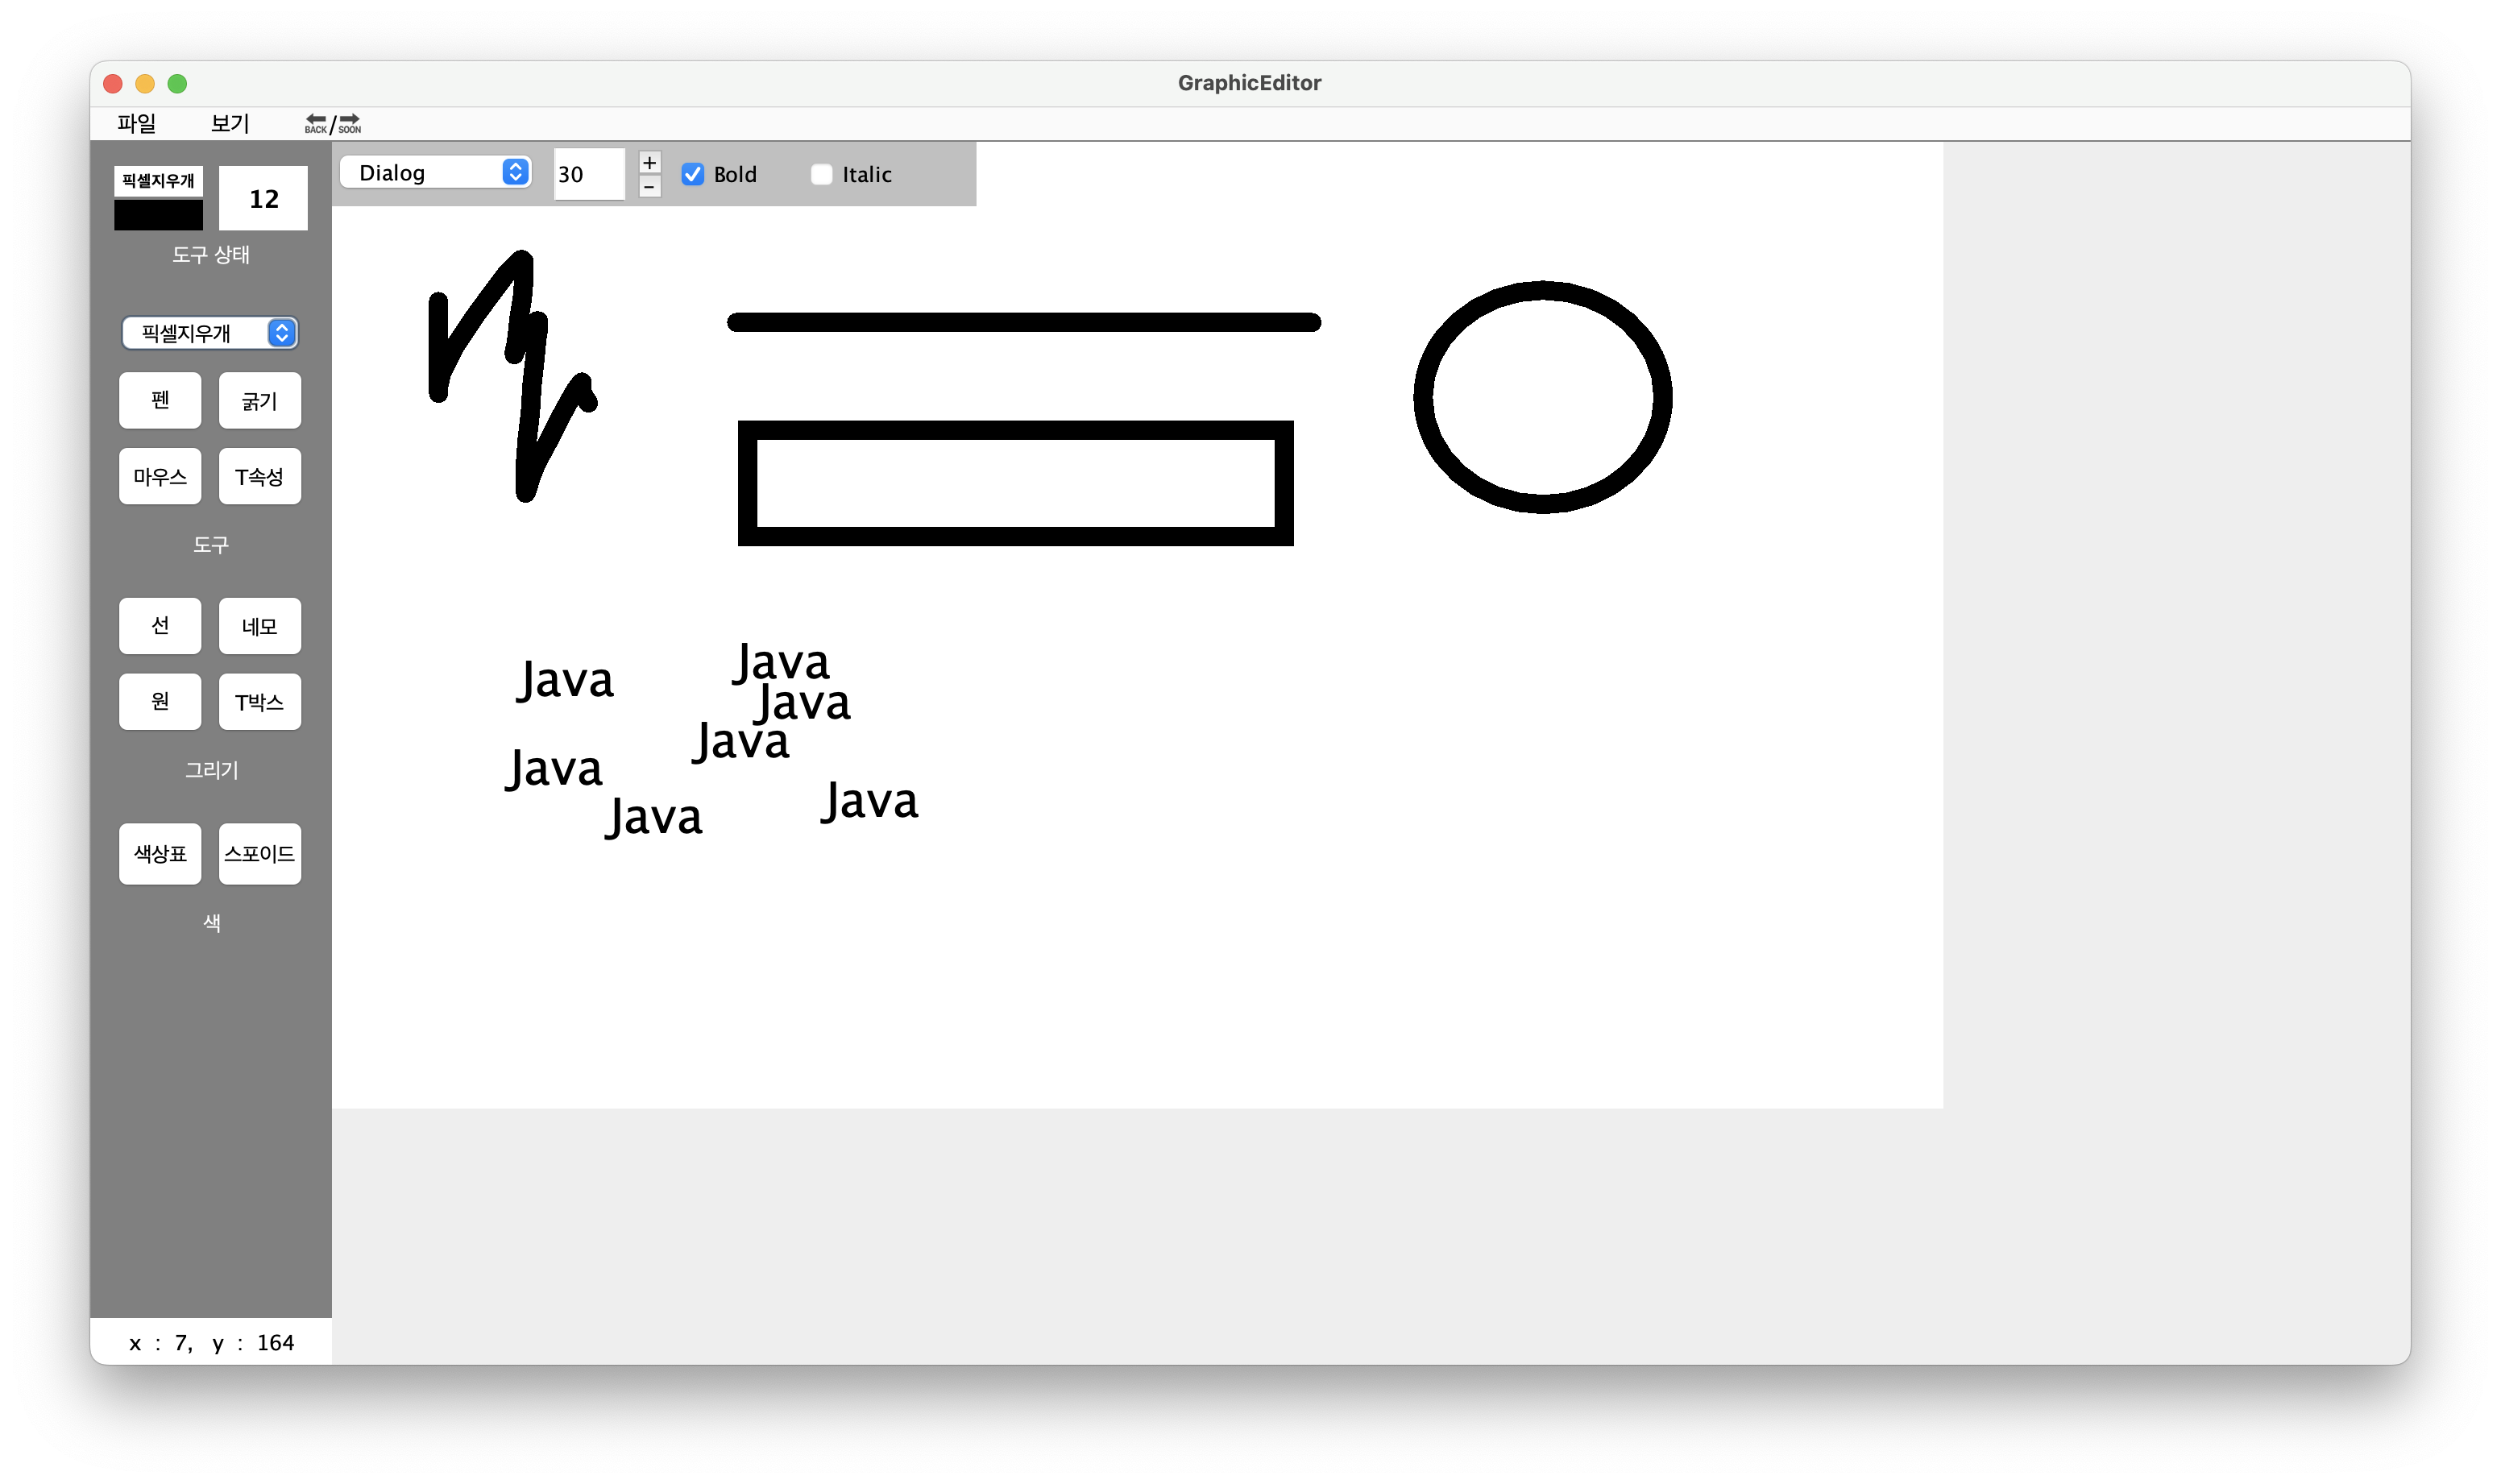 GraphicEditor
파일 보기 BACK / SOON
픽셀지우개 12
도구 상태
픽셀지우개
펜 굵기
마우스 T속성
도구
선 네모
원 T박스
그리기
색상표 스포이드
색
x : 7, y : 164
Dialog 30 + - Bold Italic
Java
Java
Java
Java
Java
Java
Java